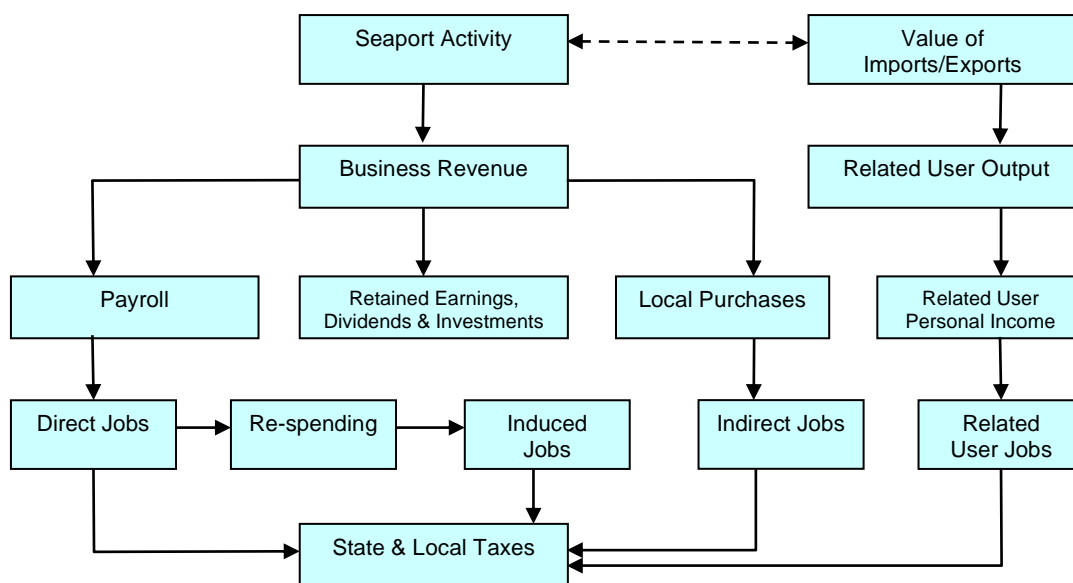 Seaport Activity
Value of
Imports/Exports
Business Revenue
Related User Output
Payroll
Retained Earnings,
Dividends & Investments
Local Purchases
Related User
Personal Income
Direct Jobs
Re-spending
Induced
Jobs
Indirect Jobs
Related
User Jobs
State & Local Taxes